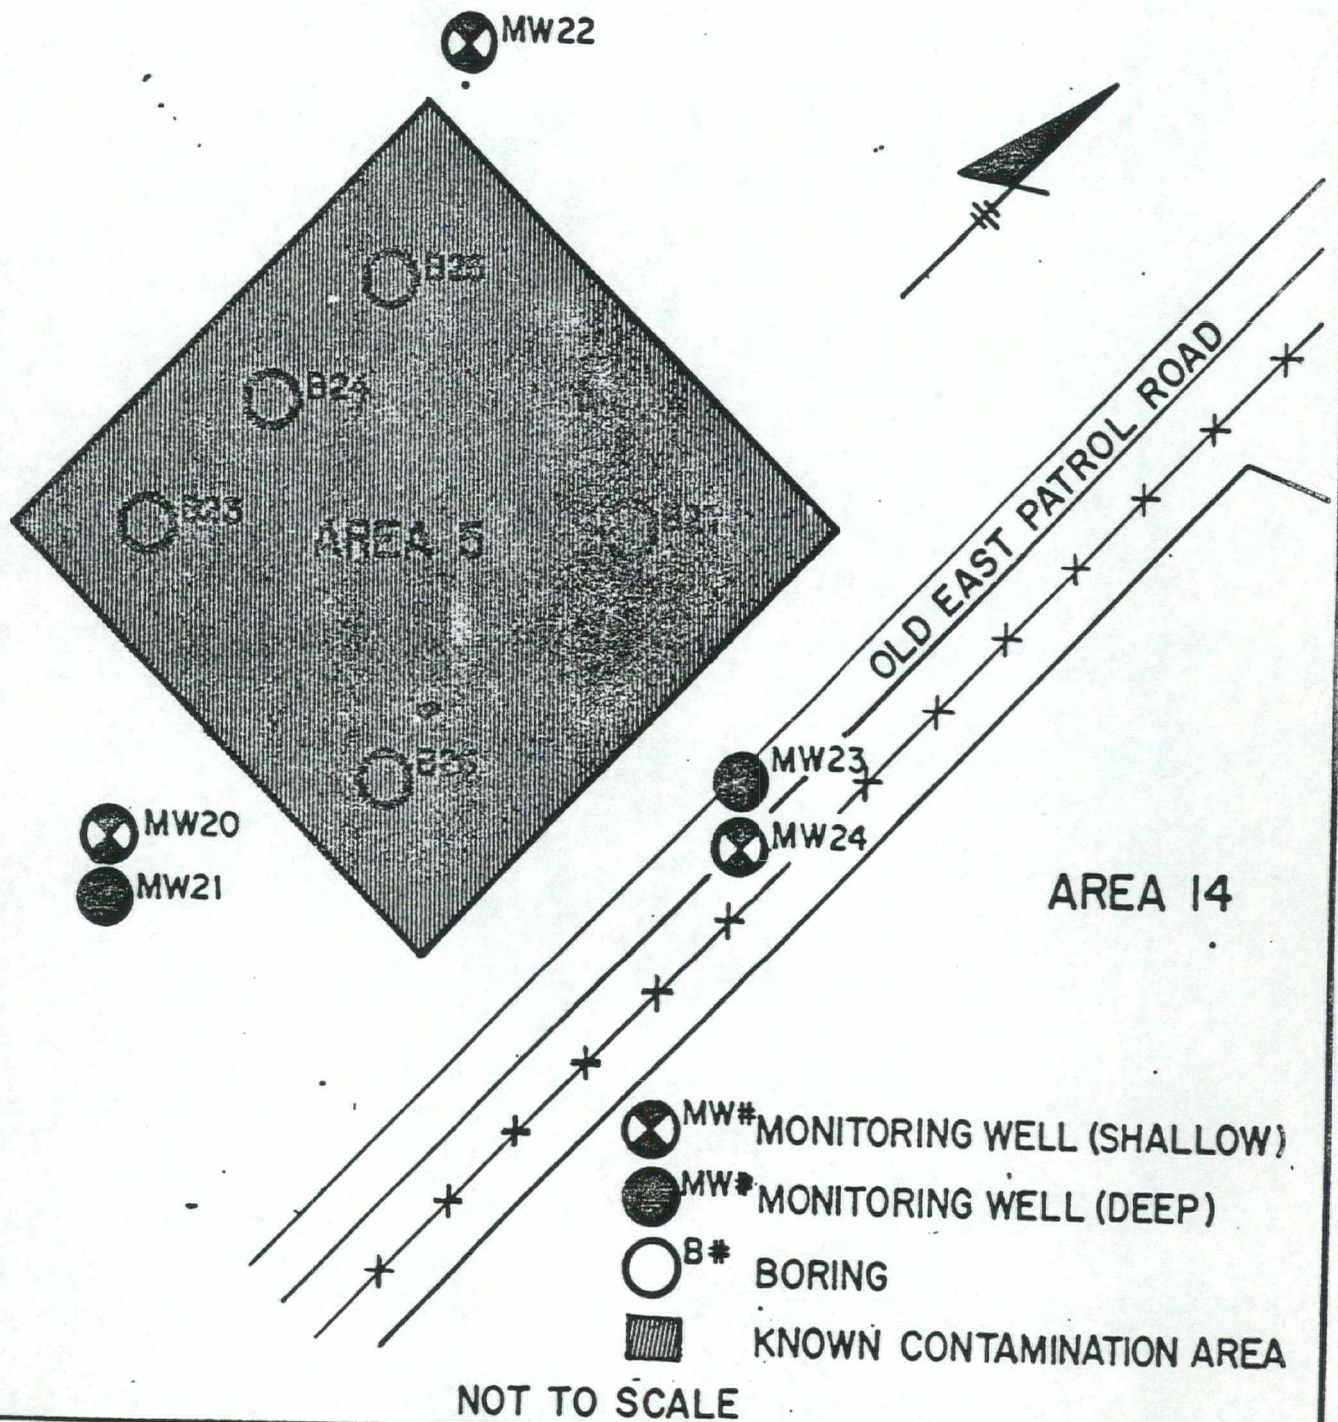 MW22
B24
AREA 5
OLD EAST PATROL ROAD
MW23
MW20
MW24
MW21
AREA 14
MW# MONITORING WELL (SHALLOW)
MW# MONITORING WELL (DEEP)
B# BORING
KNOWN CONTAMINATION AREA
NOT TO SCALE